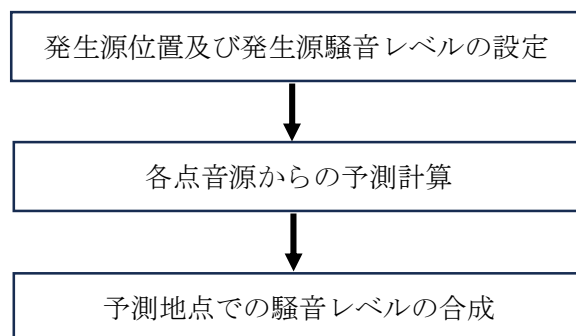 発生源位置及び発生源騒音レベルの設定
各点音源からの予測計算
予測地点での騒音レベルの合成